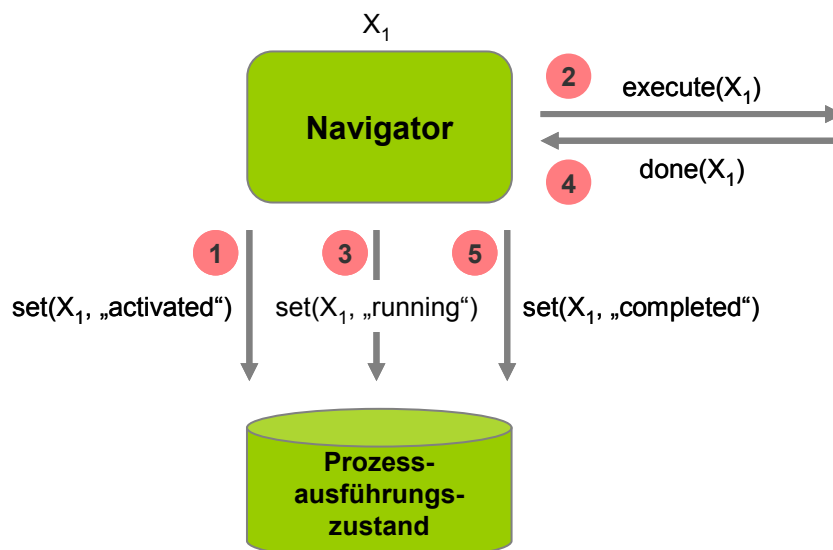 X₁
Navigator
2
execute(X₁)
done(X₁)
4
1
3
5
set(X₁, „activated“)
set(X₁, „running“)
set(X₁, „completed“)
Prozess-
ausführungs-
zustand